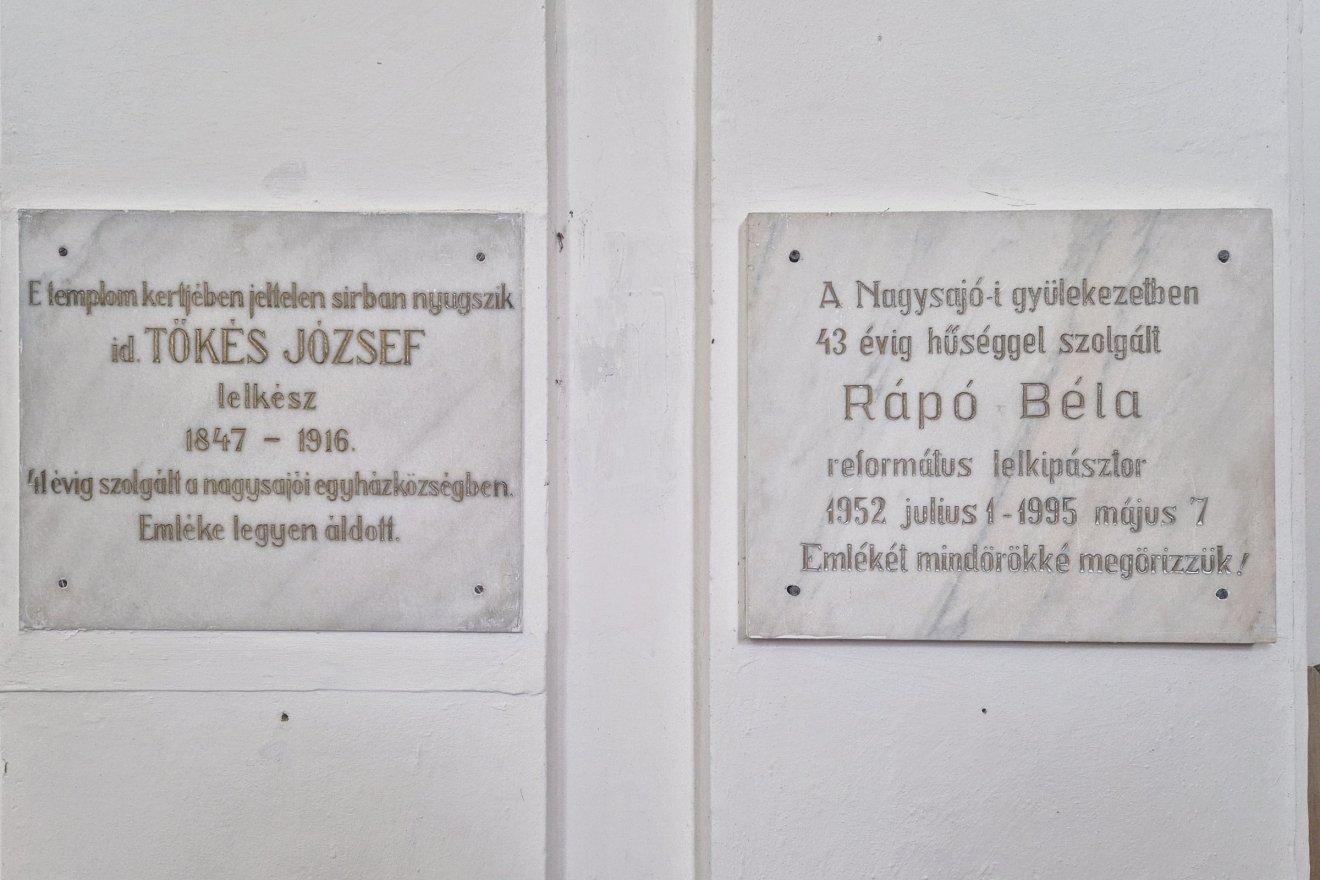 E templom kertjében jeltelen sírban nyugszik
id. TŐKÉS JÓZSEF
lelkész
1847 - 1916.
41 évig szolgált a nagysajói egyházközségben.
Emléke legyen áldott.
A Nagysajó-i gyülekezetben
43 évig hűséggel szolgált
Rápó Béla
református lelkipásztor
1952 julius 1 - 1995 május 7
Emlékét mindörökké megőrizzük!